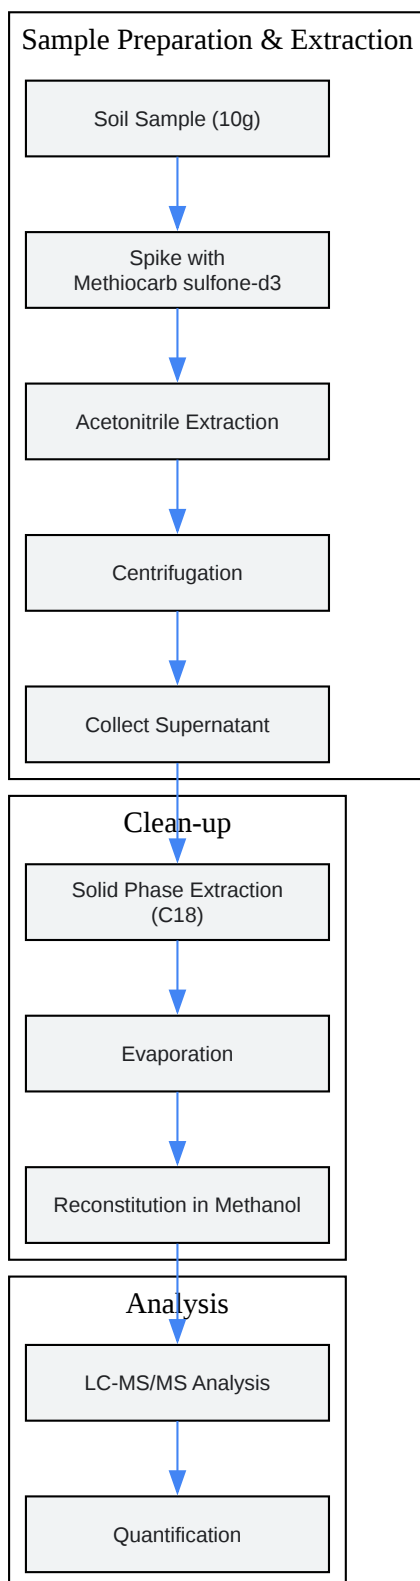 Sample Preparation & Extraction
Soil Sample (10g)
Spike with
Methiocarb sulfone-d3
Acetonitrile Extraction
Centrifugation
Collect Supernatant
Clean-up
Solid Phase Extraction
(C18)
Evaporation
Reconstitution in Methanol
Analysis
LC-MS/MS Analysis
Quantification